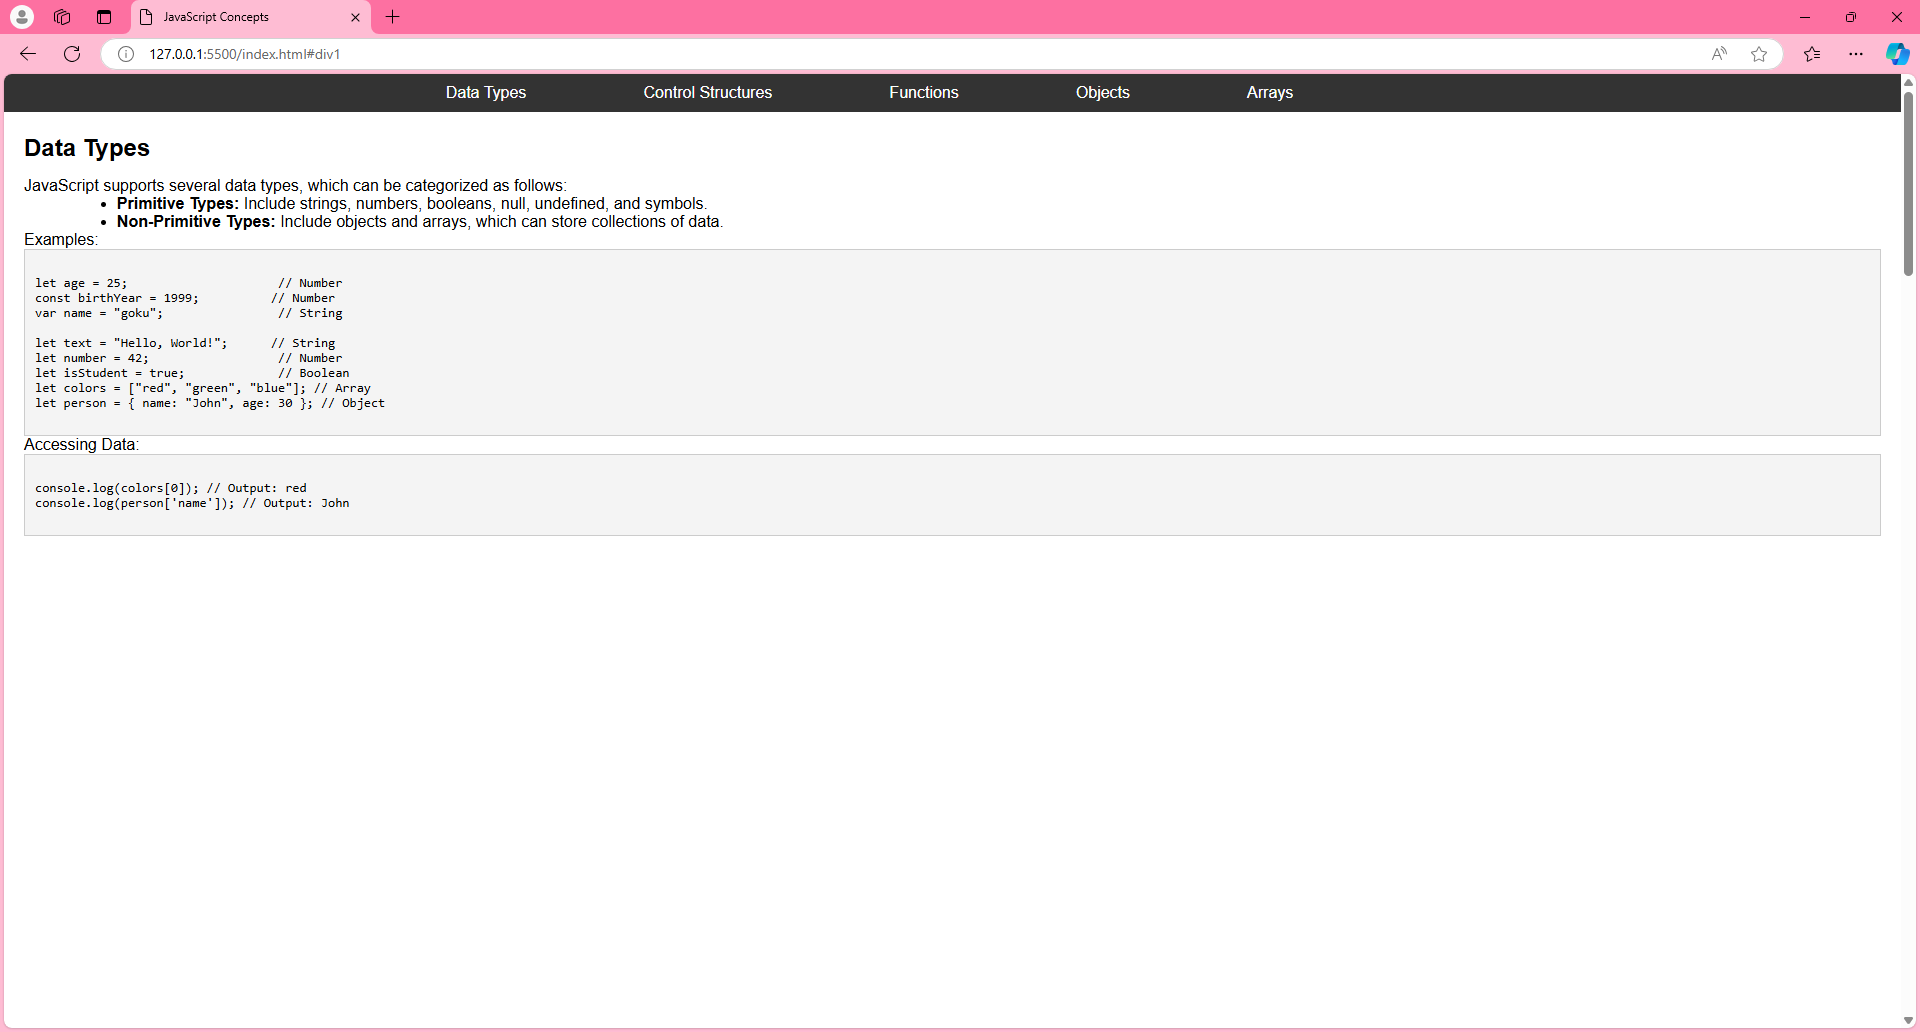 JavaScript Concepts
127.0.0.1:5500/index.html#div1
Data Types Control Structures Functions Objects Arrays
Data Types
JavaScript supports several data types, which can be categorized as follows:
• Primitive Types: Include strings, numbers, booleans, null, undefined, and symbols.
• Non-Primitive Types: Include objects and arrays, which can store collections of data.
Examples:
let age = 25;                     // Number
const birthYear = 1999;          // Number
var name = "goku";                // String
let text = "Hello, World!";      // String
let number = 42;                  // Number
let isStudent = true;             // Boolean
let colors = ["red", "green", "blue"]; // Array
let person = { name: "John", age: 30 }; // Object
Accessing Data:
console.log(colors[0]); // Output: red
console.log(person['name']); // Output: John